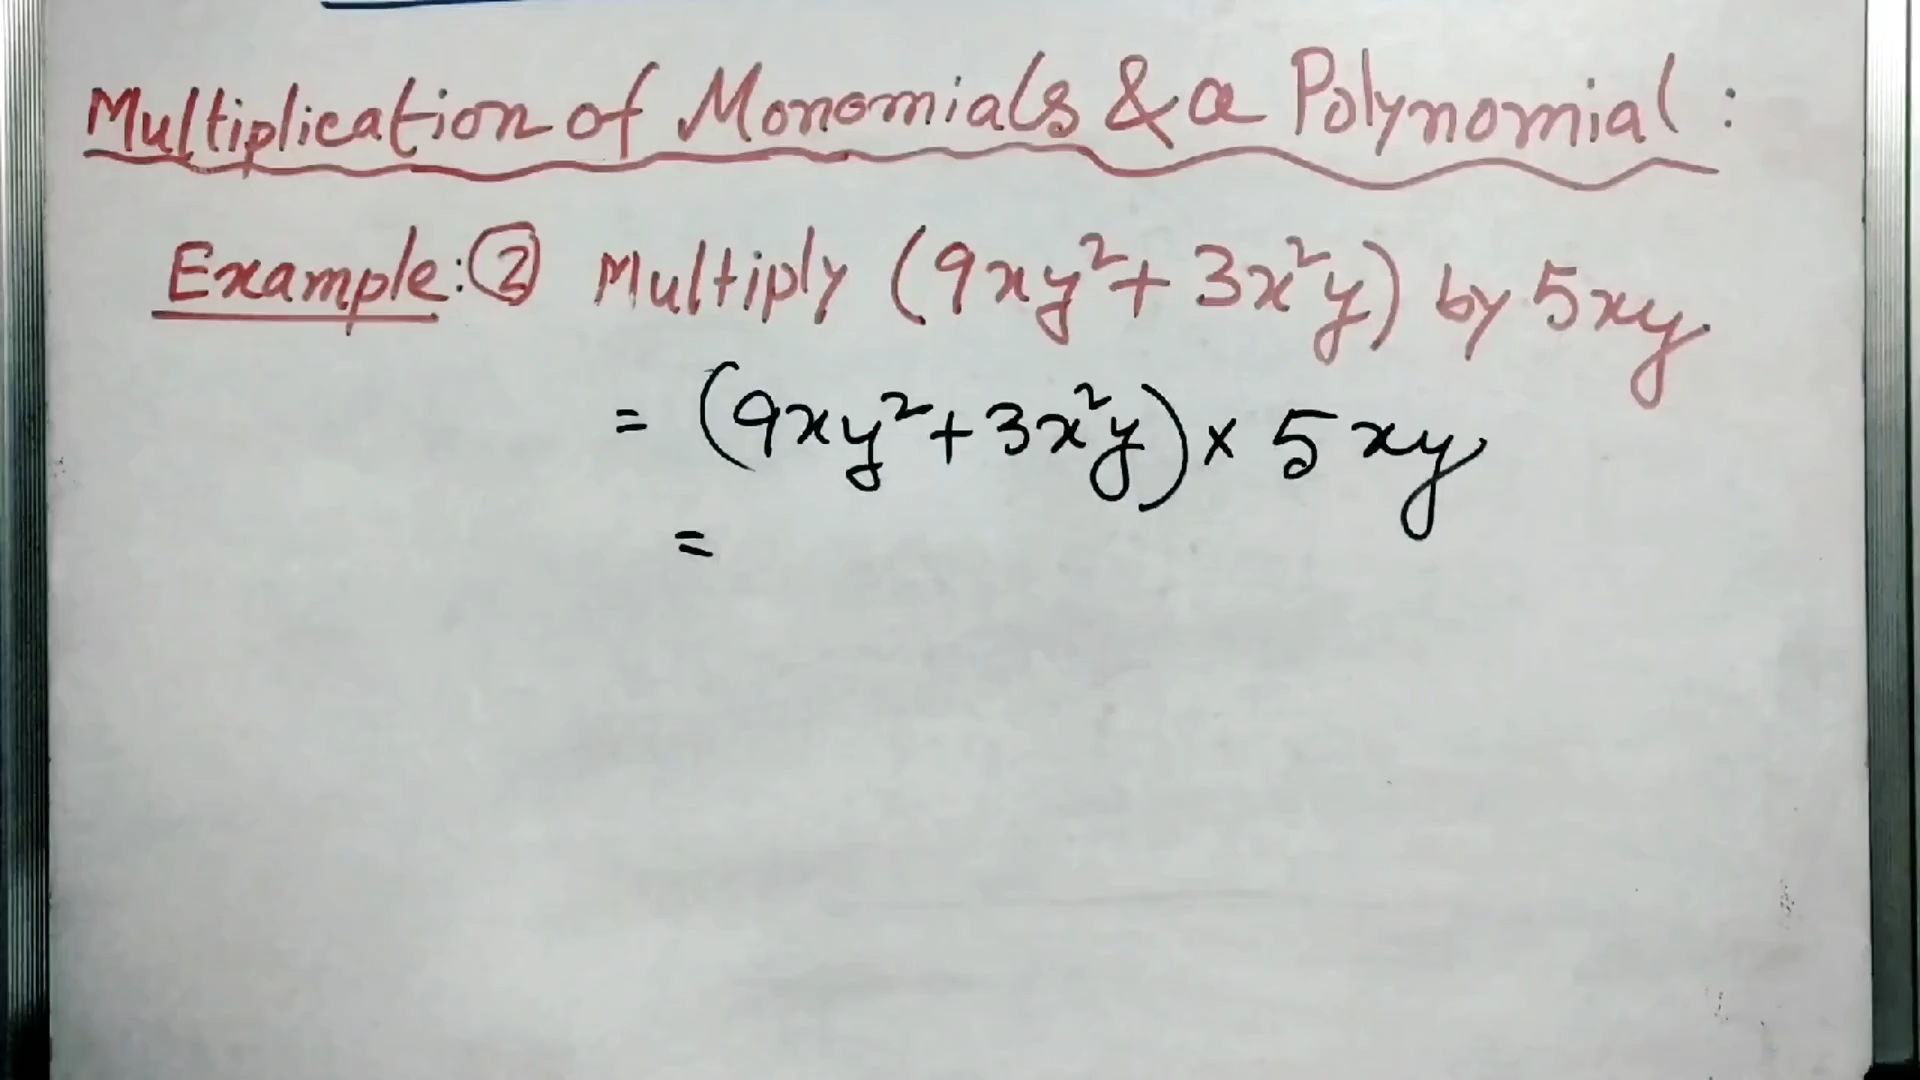 Multiplication of Monomials & a Polynomial :
Example: ② Multiply (9xy² + 3x²y) by 5xy.
= (9xy² + 3x²y) × 5xy
=